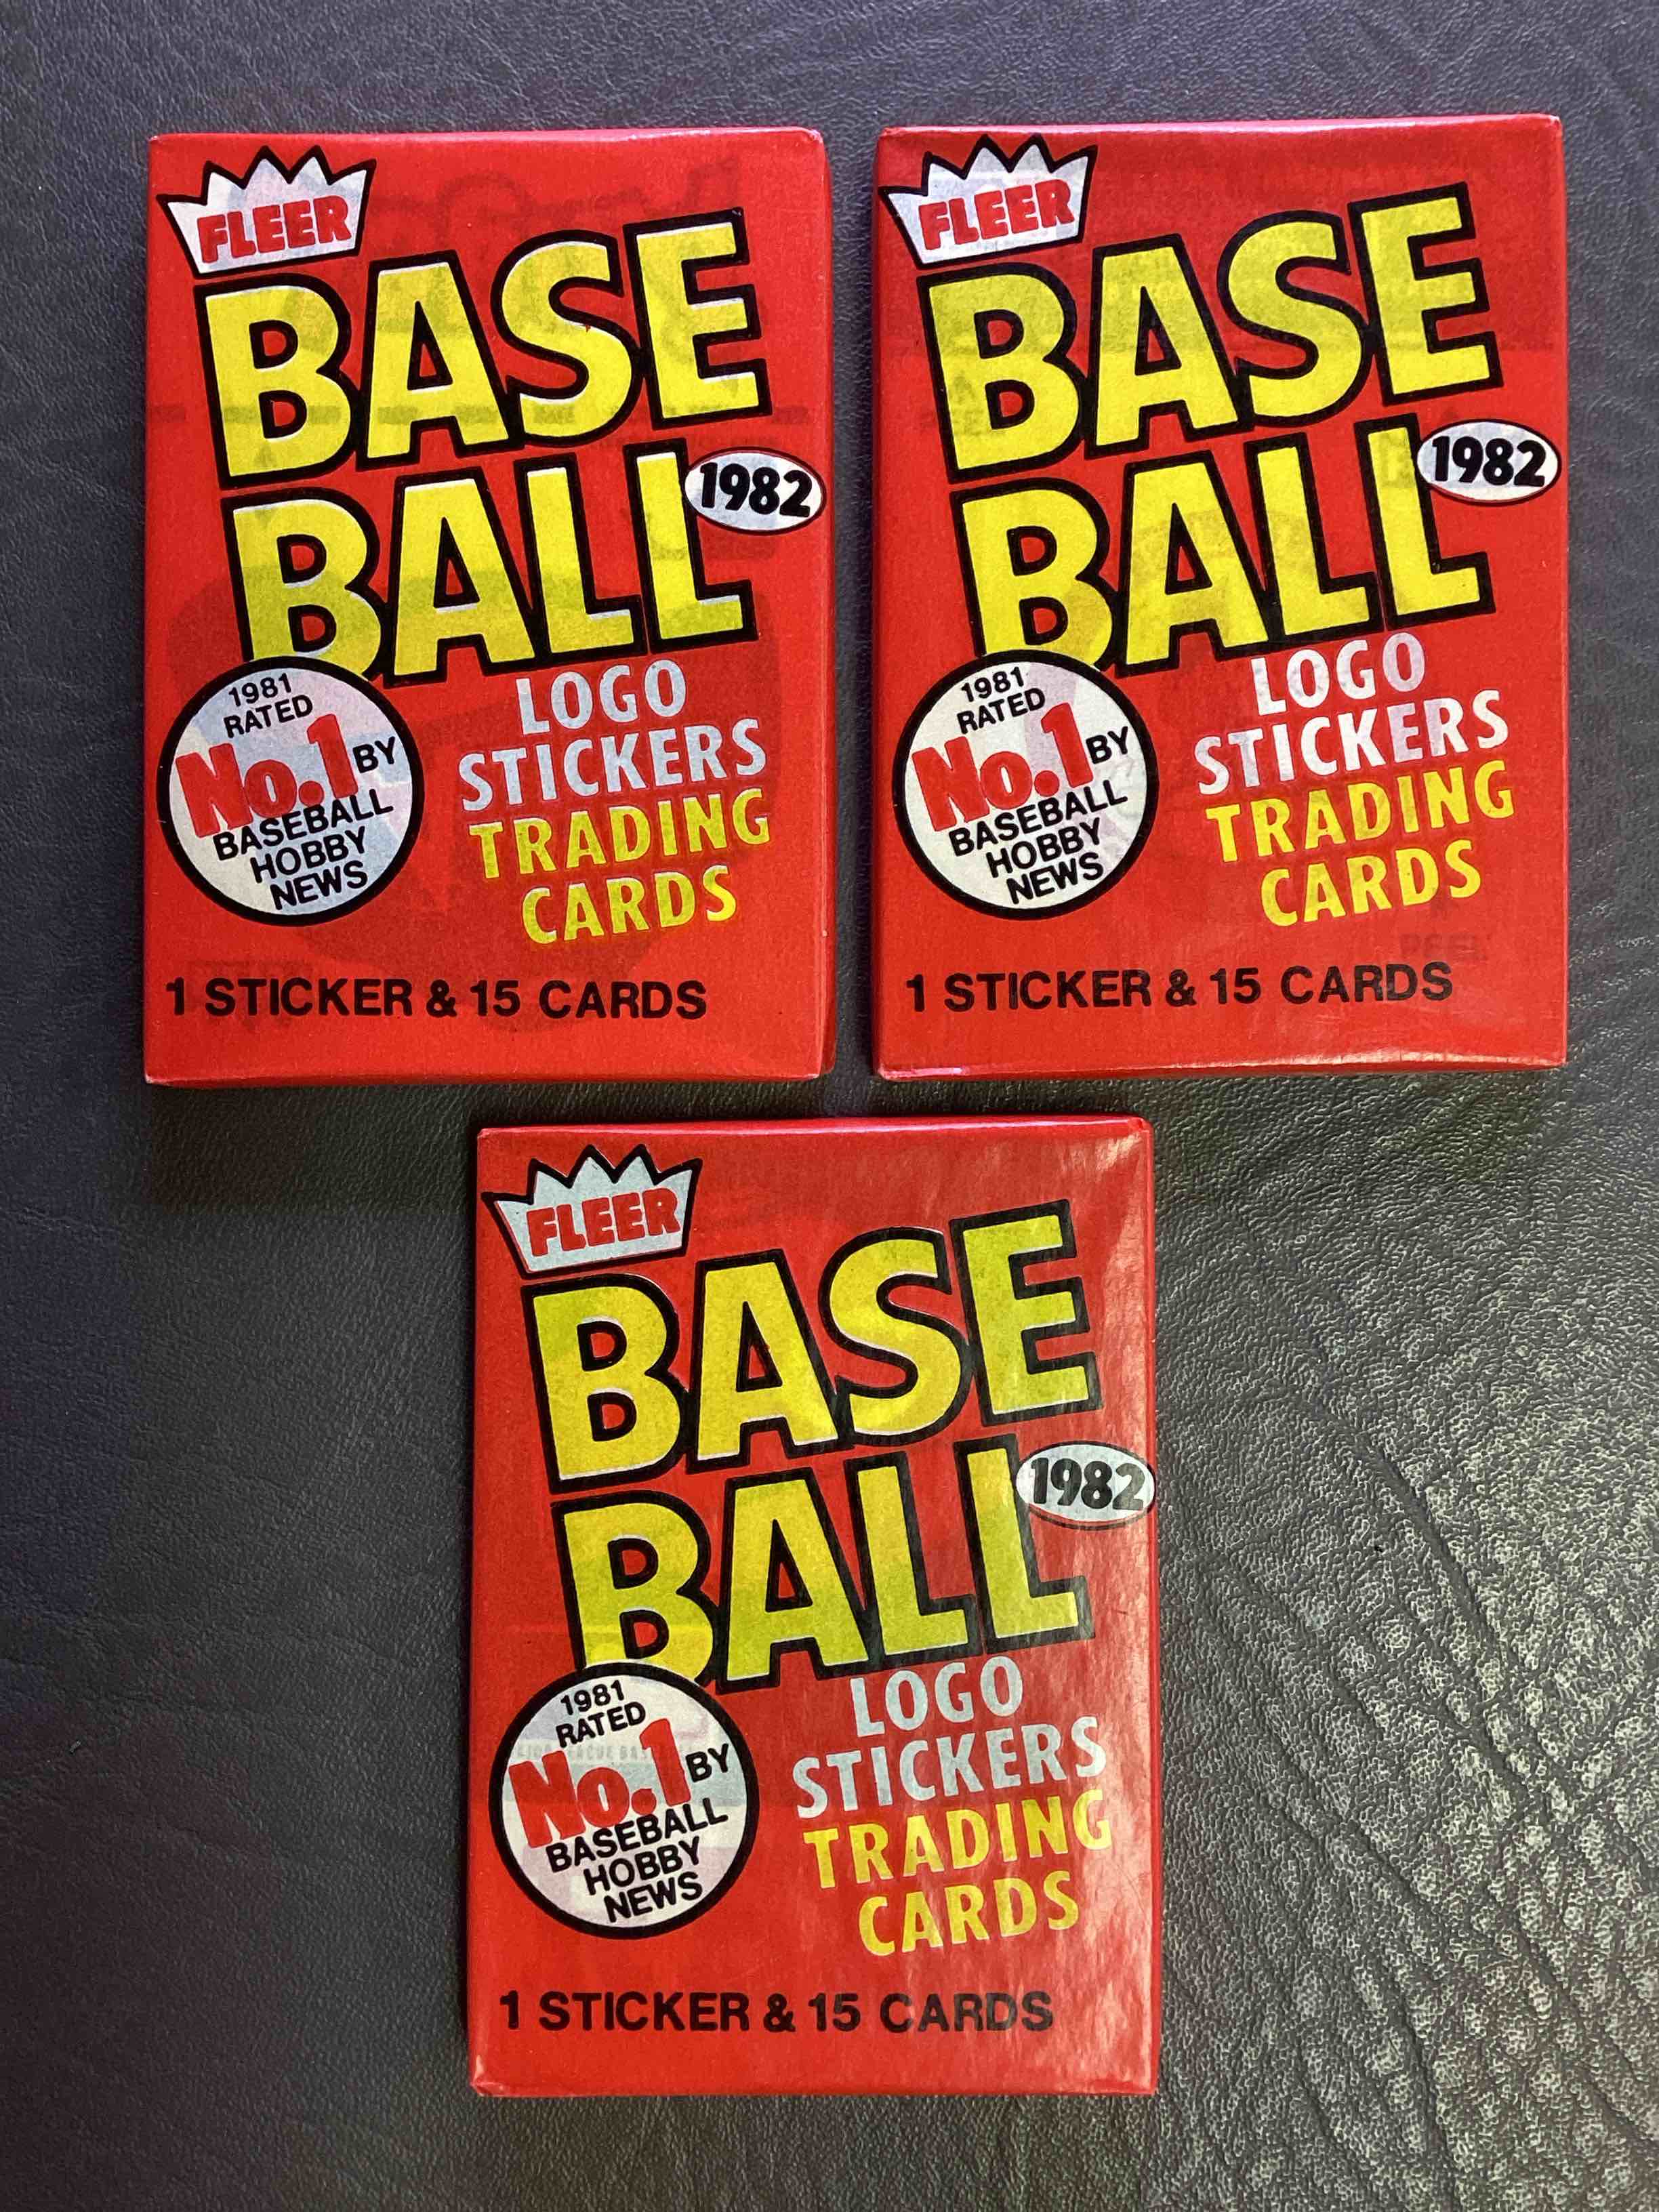 FLEER
BASE
BALL
1982
1981
RATED
No.1 BY
BASEBALL
HOBBY
NEWS
LOGO
STICKERS
TRADING
CARDS
1 STICKER & 15 CARDS
FLEER
BASE
BALL
1982
1981
RATED
No.1 BY
BASEBALL
HOBBY
NEWS
LOGO
STICKERS
TRADING
CARDS
PEEL
1 STICKER & 15 CARDS
FLEER
BASE
BALL
1982
1981
RATED
No.1 BY
BASEBALL
HOBBY
NEWS
LOGO
STICKERS
TRADING
CARDS
1 STICKER & 15 CARDS